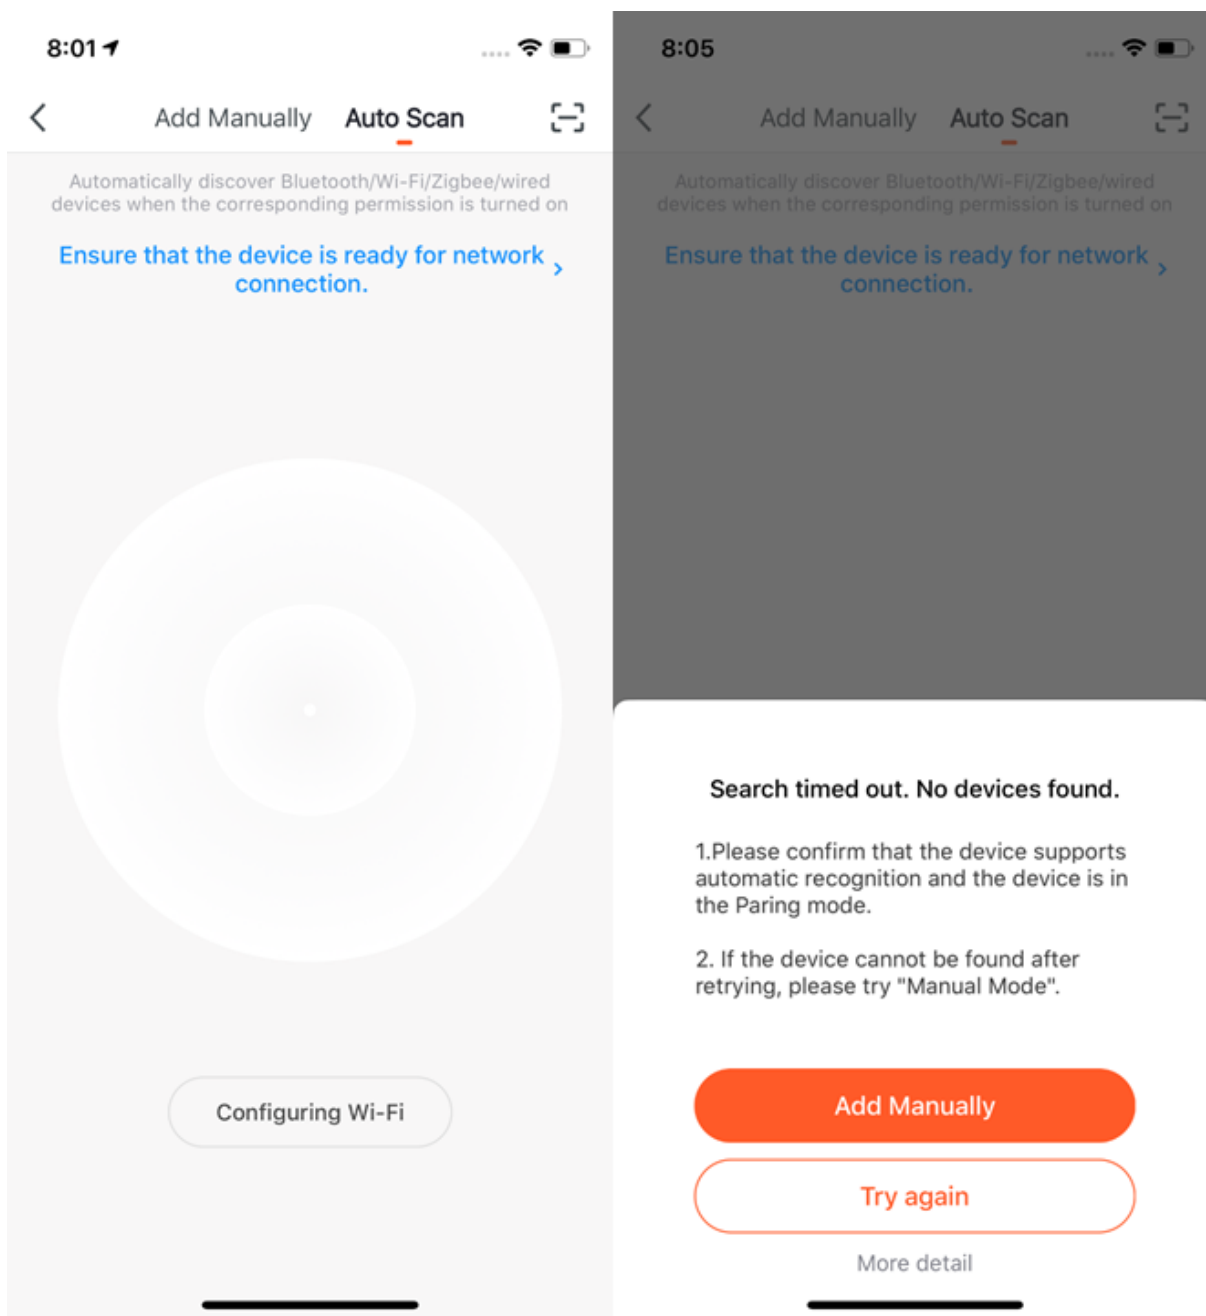 8:01
Add Manually Auto Scan
Automatically discover Bluetooth/Wi-Fi/Zigbee/wired
devices when the corresponding permission is turned on
Ensure that the device is ready for network
connection.
Configuring Wi-Fi
8:05
Add Manually Auto Scan
Automatically discover Bluetooth/Wi-Fi/Zigbee/wired
devices when the corresponding permission is turned on
Ensure that the device is ready for network
connection.
Search timed out. No devices found.
1.Please confirm that the device supports
automatic recognition and the device is in
the Paring mode.
2. If the device cannot be found after
retrying, please try "Manual Mode".
Add Manually
Try again
More detail